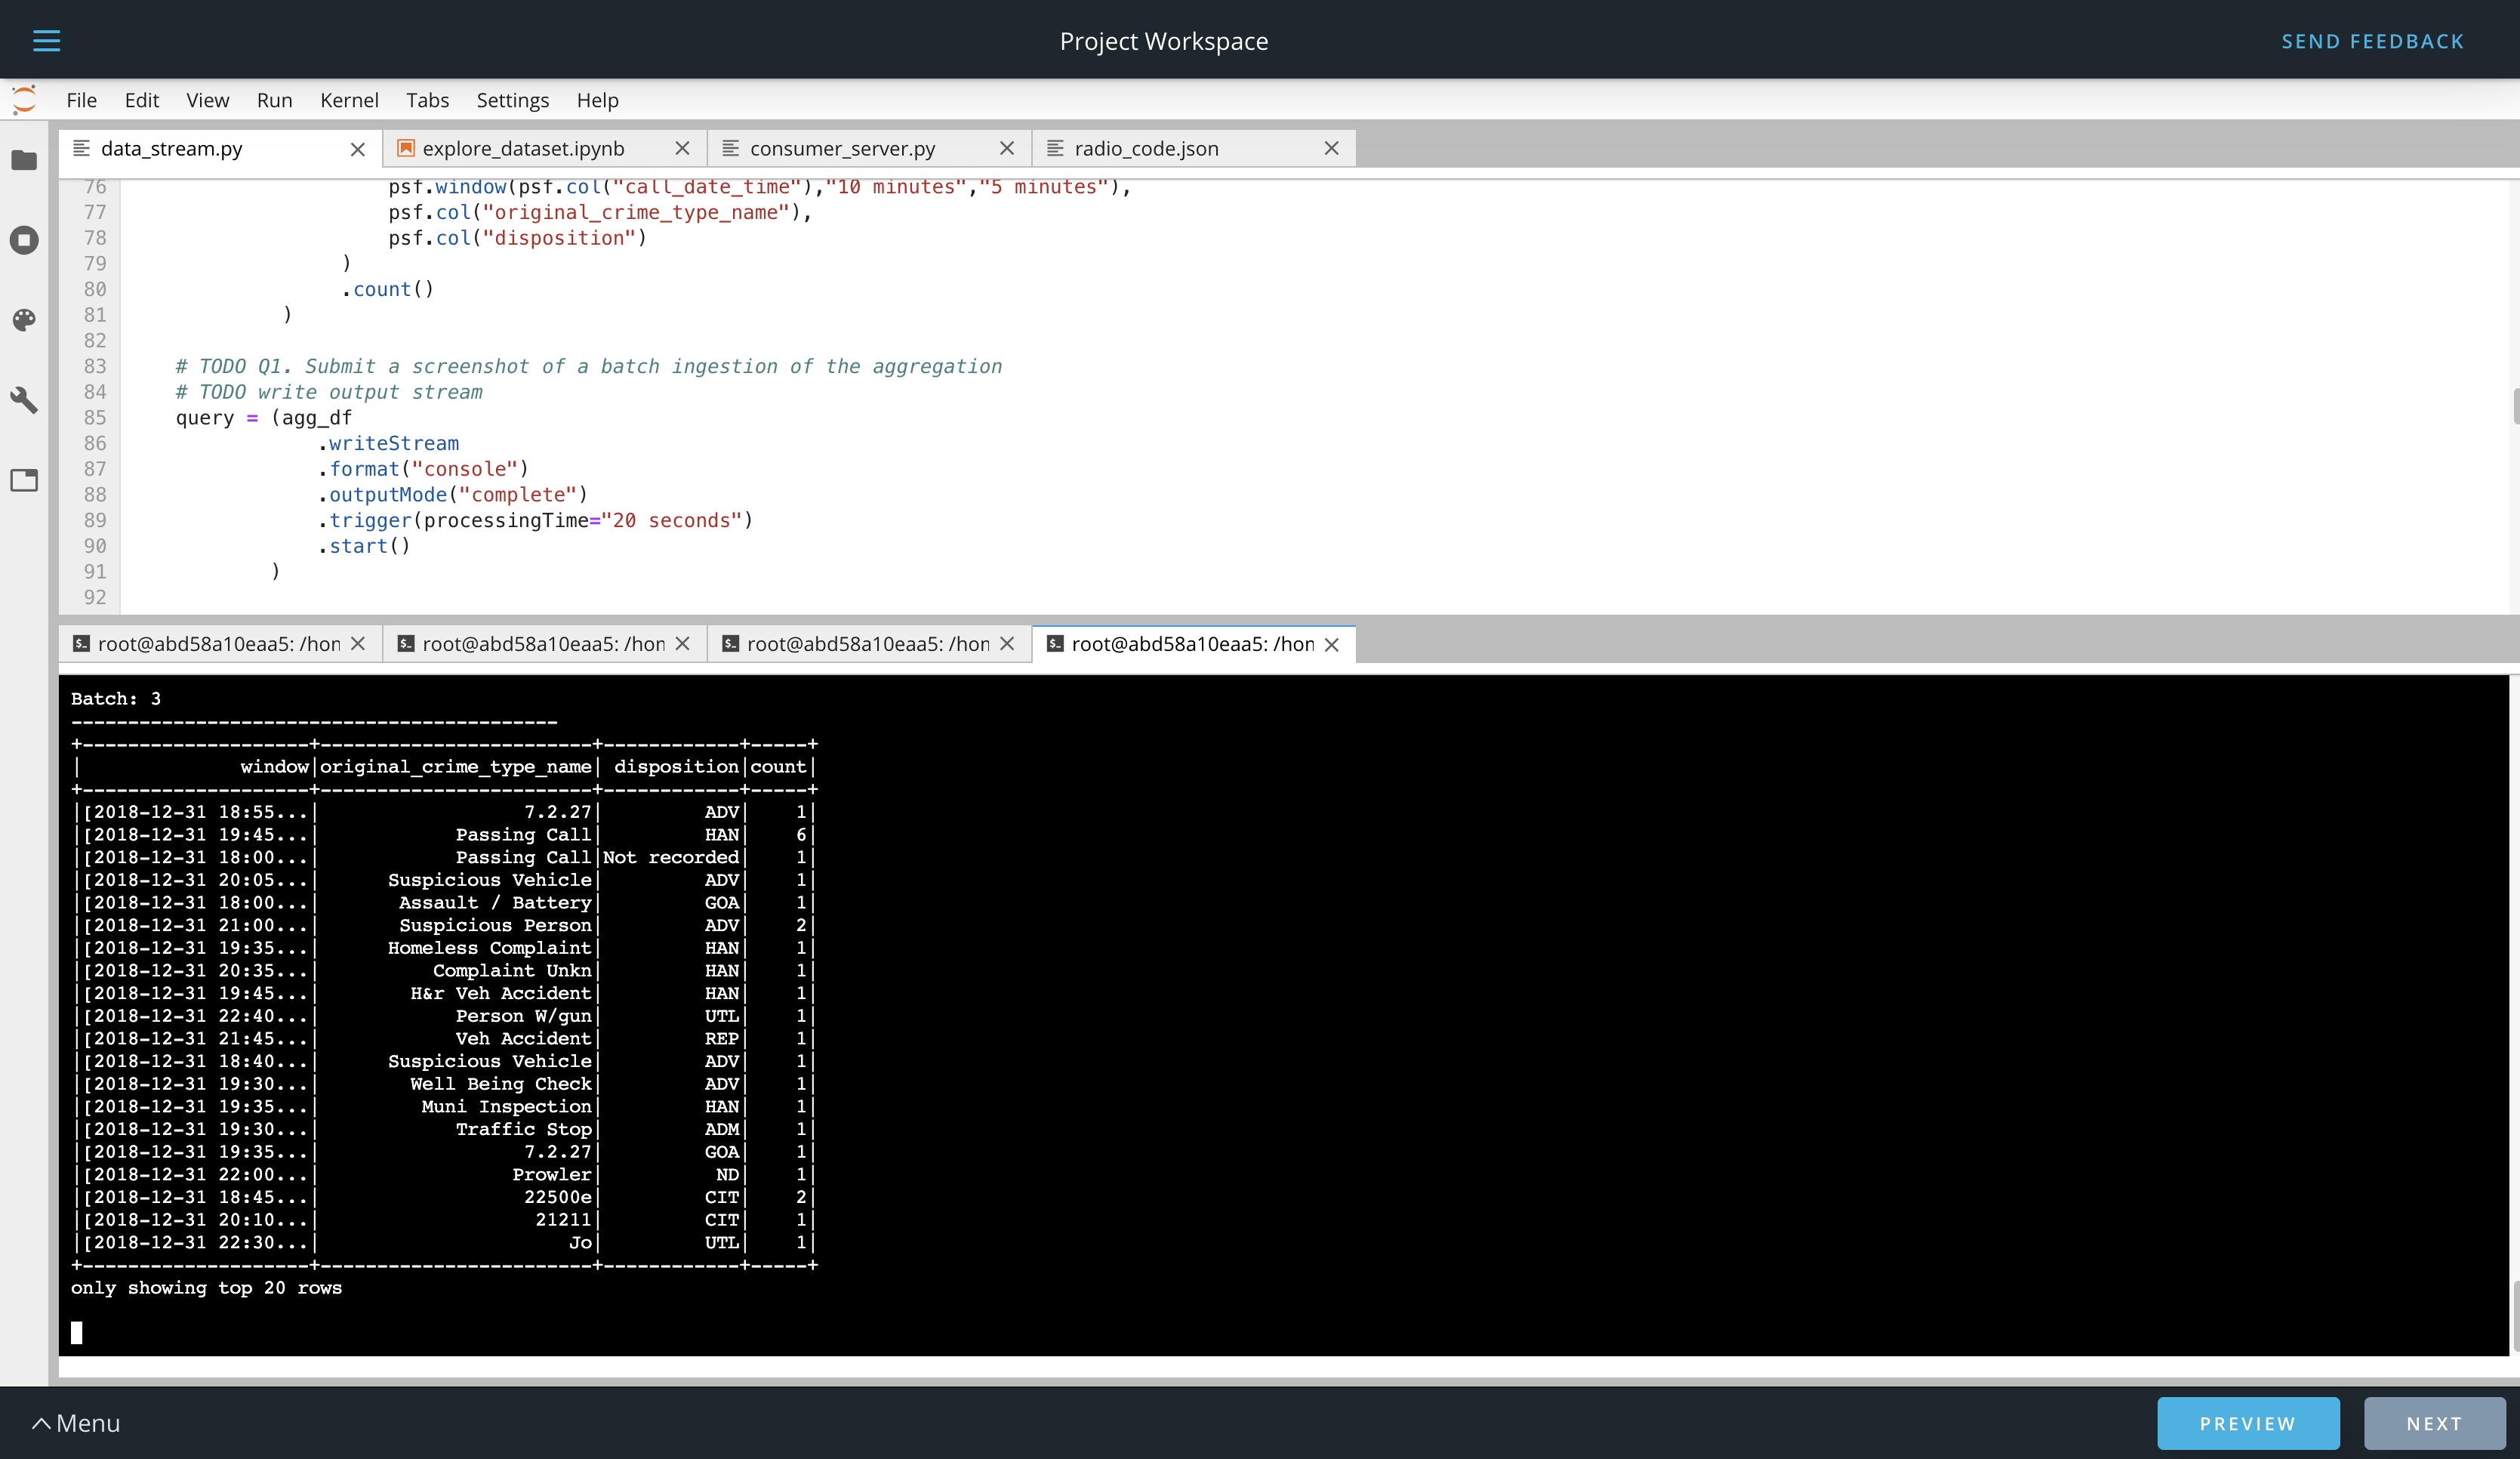 Project Workspace
SEND FEEDBACK
File Edit View Run Kernel Tabs Settings Help
data_stream.py
explore_dataset.ipynb
consumer_server.py
radio_code.json
76 psf.window(psf.col("call_date_time"),"10 minutes","5 minutes"),
77 psf.col("original_crime_type_name"),
78 psf.col("disposition")
79 )
80 .count()
81 )
82
83 # TODO Q1. Submit a screenshot of a batch ingestion of the aggregation
84 # TODO write output stream
85 query = (agg_df
86 .writeStream
87 .format("console")
88 .outputMode("complete")
89 .trigger(processingTime="20 seconds")
90 .start()
91 )
92
root@abd58a10eaa5: /hon
root@abd58a10eaa5: /hon
root@abd58a10eaa5: /hon
root@abd58a10eaa5: /hon
Batch: 3
-------------------------------------------
+--------------------+------------------------+------------+-----+
|              window|original_crime_type_name| disposition|count|
+--------------------+------------------------+------------+-----+
|[2018-12-31 18:55...|                  7.2.27|         ADV|    1|
|[2018-12-31 19:45...|            Passing Call|         HAN|    6|
|[2018-12-31 18:00...|            Passing Call|Not recorded|    1|
|[2018-12-31 20:05...|      Suspicious Vehicle|         ADV|    1|
|[2018-12-31 18:00...|       Assault / Battery|         GOA|    1|
|[2018-12-31 21:00...|       Suspicious Person|         ADV|    2|
|[2018-12-31 19:35...|      Homeless Complaint|         HAN|    1|
|[2018-12-31 20:35...|          Complaint Unkn|         HAN|    1|
|[2018-12-31 19:45...|        H&r Veh Accident|         HAN|    1|
|[2018-12-31 22:40...|            Person W/gun|         UTL|    1|
|[2018-12-31 21:45...|            Veh Accident|         REP|    1|
|[2018-12-31 18:40...|      Suspicious Vehicle|         ADV|    1|
|[2018-12-31 19:30...|        Well Being Check|         ADV|    1|
|[2018-12-31 19:35...|         Muni Inspection|         HAN|    1|
|[2018-12-31 19:30...|            Traffic Stop|         ADM|    1|
|[2018-12-31 19:35...|                  7.2.27|         GOA|    1|
|[2018-12-31 22:00...|                 Prowler|          ND|    1|
|[2018-12-31 18:45...|                  22500e|         CIT|    2|
|[2018-12-31 20:10...|                   21211|         CIT|    1|
|[2018-12-31 22:30...|                      Jo|         UTL|    1|
+--------------------+------------------------+------------+-----+
only showing top 20 rows
Menu
PREVIEW
NEXT